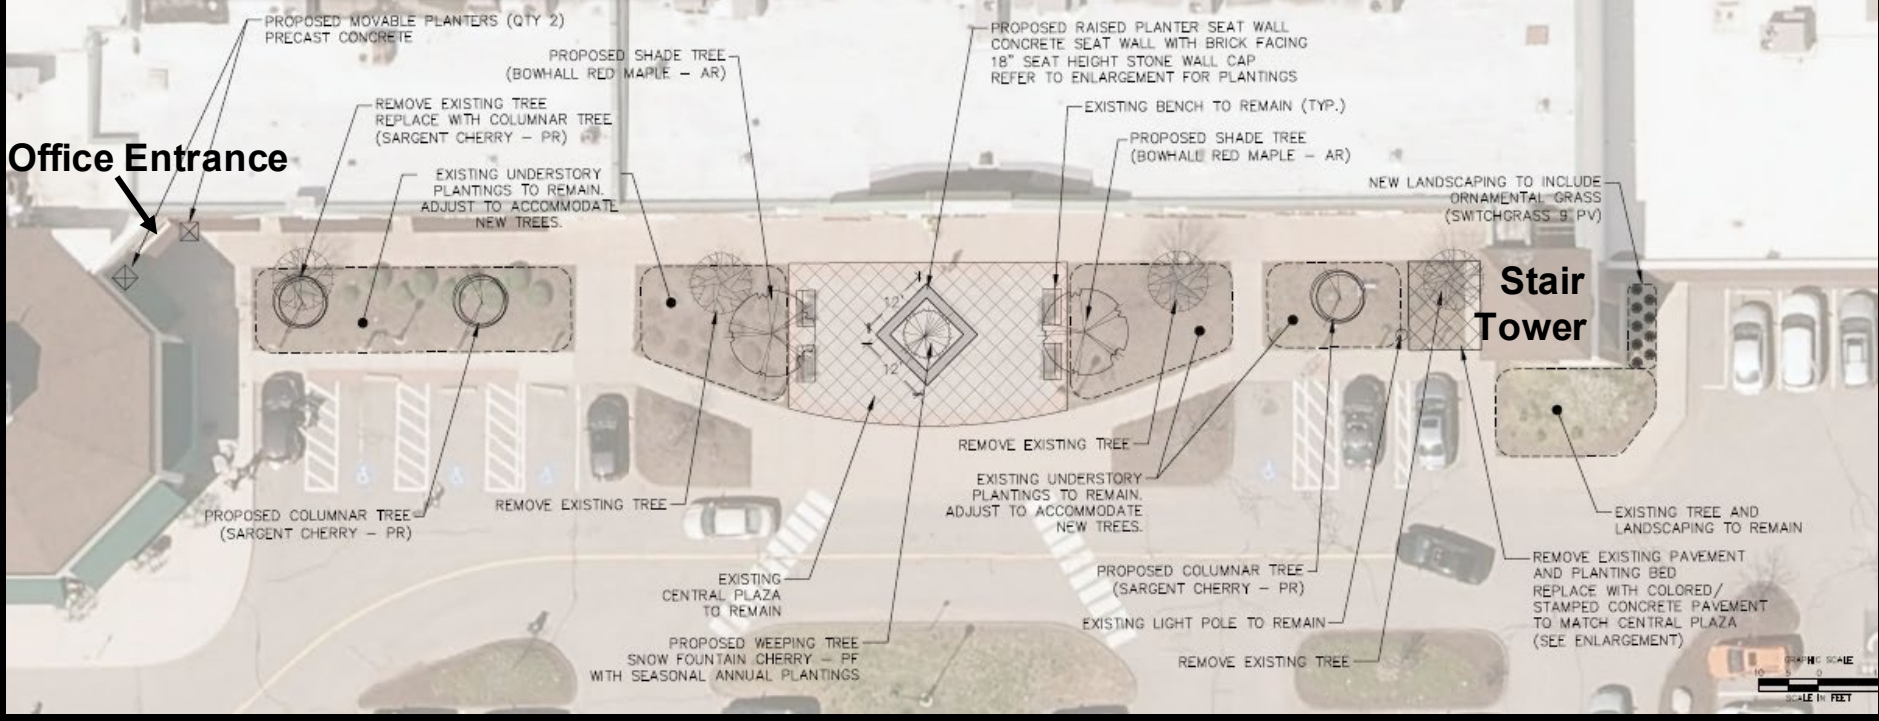 PROPOSED MOVABLE PLANTERS (QTY 2)
PRECAST CONCRETE
PROPOSED SHADE TREE
(BOWHALL RED MAPLE – AR)
REMOVE EXISTING TREE
REPLACE WITH COLUMNAR TREE
(SARGENT CHERRY – PR)
Office Entrance
EXISTING UNDERSTORY
PLANTINGS TO REMAIN.
ADJUST TO ACCOMMODATE
NEW TREES.
PROPOSED RAISED PLANTER SEAT WALL
CONCRETE SEAT WALL WITH BRICK FACING
18" SEAT HEIGHT STONE WALL CAP
REFER TO ENLARGEMENT FOR PLANTINGS
EXISTING BENCH TO REMAIN (TYP.)
PROPOSED SHADE TREE
(BOWHALL RED MAPLE – AR)
NEW LANDSCAPING TO INCLUDE
ORNAMENTAL GRASS
(SWITCHGRASS 9 PV)
12'
12'
Stair
Tower
PROPOSED COLUMNAR TREE
(SARGENT CHERRY – PR)
REMOVE EXISTING TREE
EXISTING
CENTRAL PLAZA
TO REMAIN
PROPOSED WEEPING TREE
SNOW FOUNTAIN CHERRY – PF
WITH SEASONAL ANNUAL PLANTINGS
REMOVE EXISTING TREE
EXISTING UNDERSTORY
PLANTINGS TO REMAIN.
ADJUST TO ACCOMMODATE
NEW TREES.
PROPOSED COLUMNAR TREE
(SARGENT CHERRY – PR)
EXISTING LIGHT POLE TO REMAIN
REMOVE EXISTING TREE
EXISTING TREE AND
LANDSCAPING TO REMAIN
REMOVE EXISTING PAVEMENT
AND PLANTING BED
REPLACE WITH COLORED/
STAMPED CONCRETE PAVEMENT
TO MATCH CENTRAL PLAZA
(SEE ENLARGEMENT)
GRAPHIC SCALE
10 5 0
SCALE IN FEET